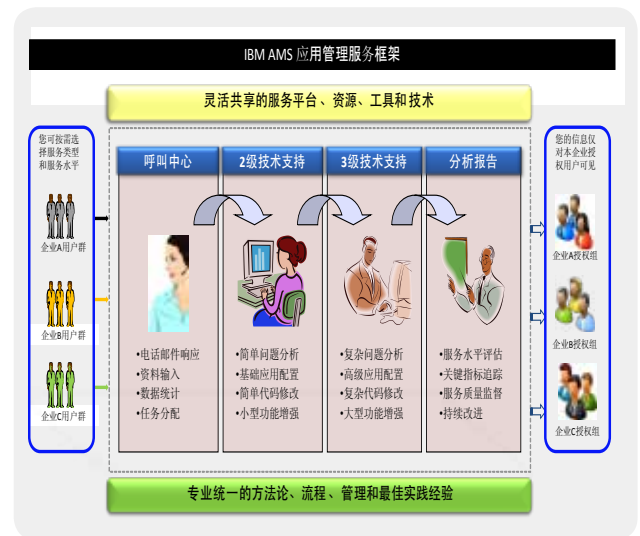 IBM AMS 应用管理服务框架
灵活共享的服务平台、资源、工具和技术
您可按需选
择服务类型
和服务水平
企业A用户群
企业B用户群
企业C用户群
呼叫中心
•电话邮件响应
•资料输入
•数据统计
•任务分配
2级技术支持
•简单问题分析
•基础应用配置
•简单代码修改
•小型功能增强
3级技术支持
•复杂问题分析
•高级应用配置
•复杂代码修改
•大型功能增强
分析报告
•服务水平评估
•关键指标追踪
•服务质量监督
•持续改进
您的信息仅
对本企业授
权用户可见
企业A授权组
企业B授权组
企业C授权组
专业统一的方法论、流程、管理和最佳实践经验